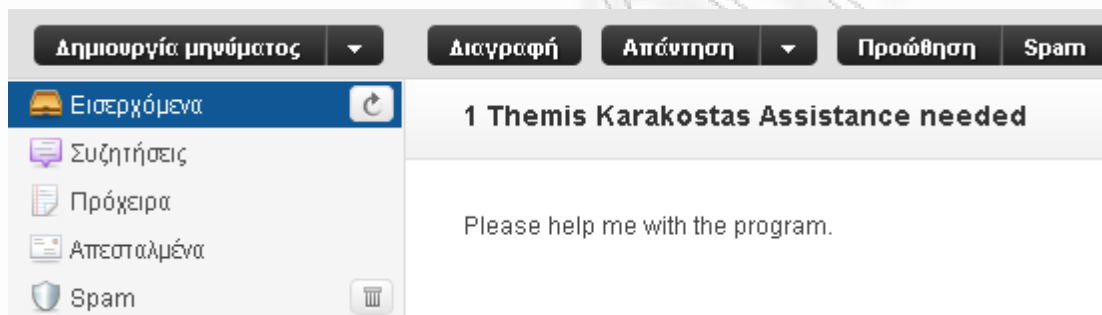 Δημιουργία μηνύματος
Διαγραφή Απάντηση Προώθηση Spam
Εισερχόμενα
Συζητήσεις
Πρόχειρα
Απεσταλμένα
Spam
1 Themis Karakostas Assistance needed
Please help me with the program.